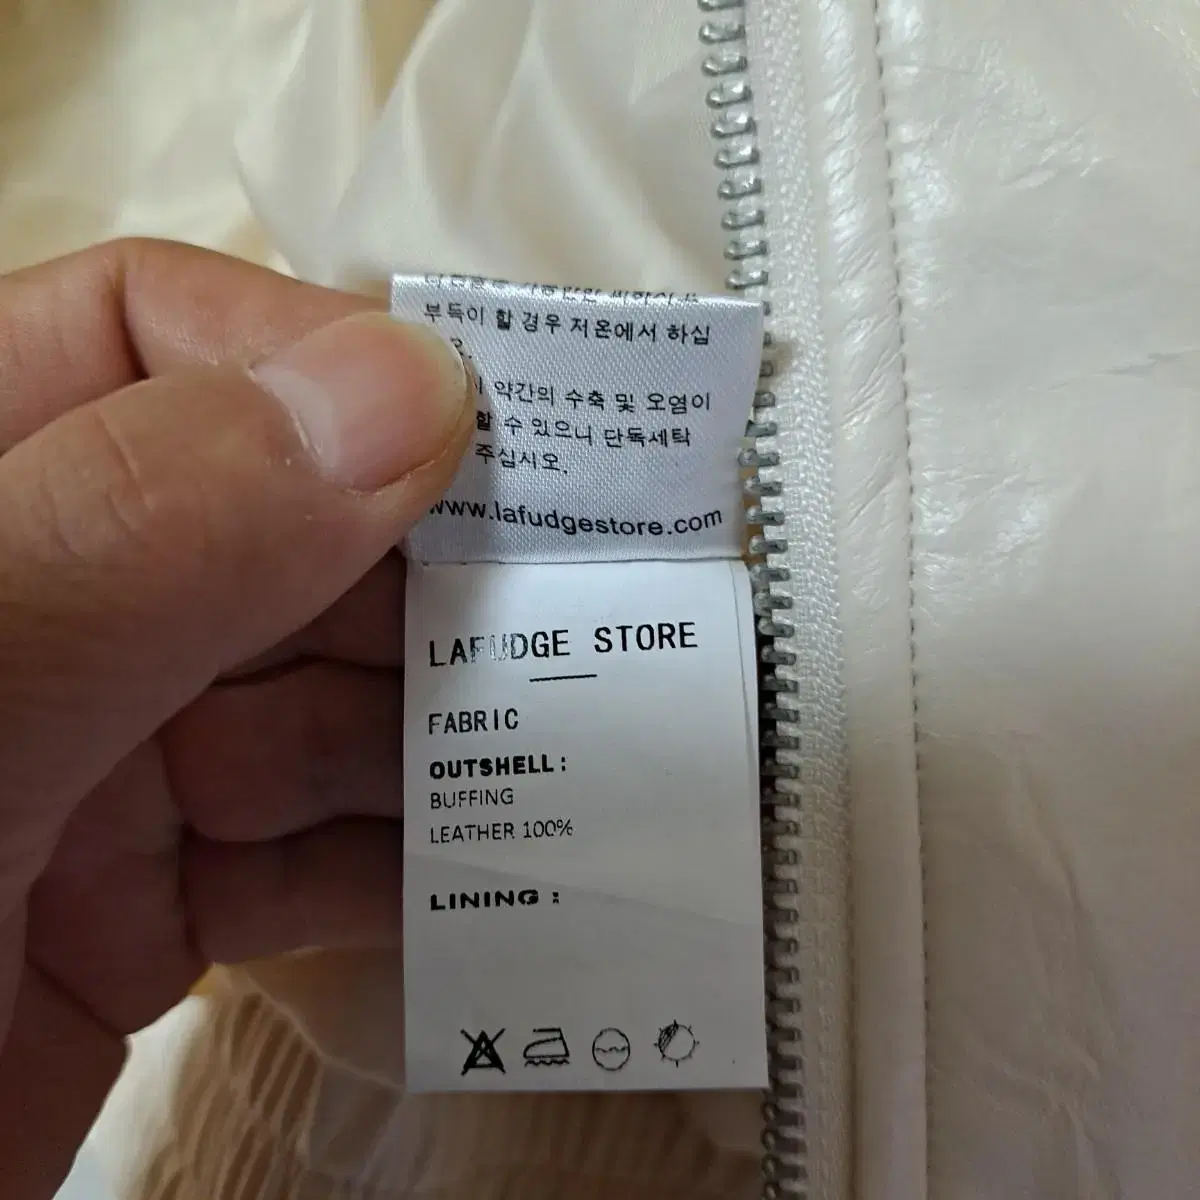 부득이 할 경우 저온에서 하십
오.
약간의 수축 및 오염이
할 수 있으니 단독세탁
주십시오.
www.lafudgestore.com
LAFUDGE STORE
FABRIC
OUTSHELL:
BUFFING
LEATHER 100%
LINING :